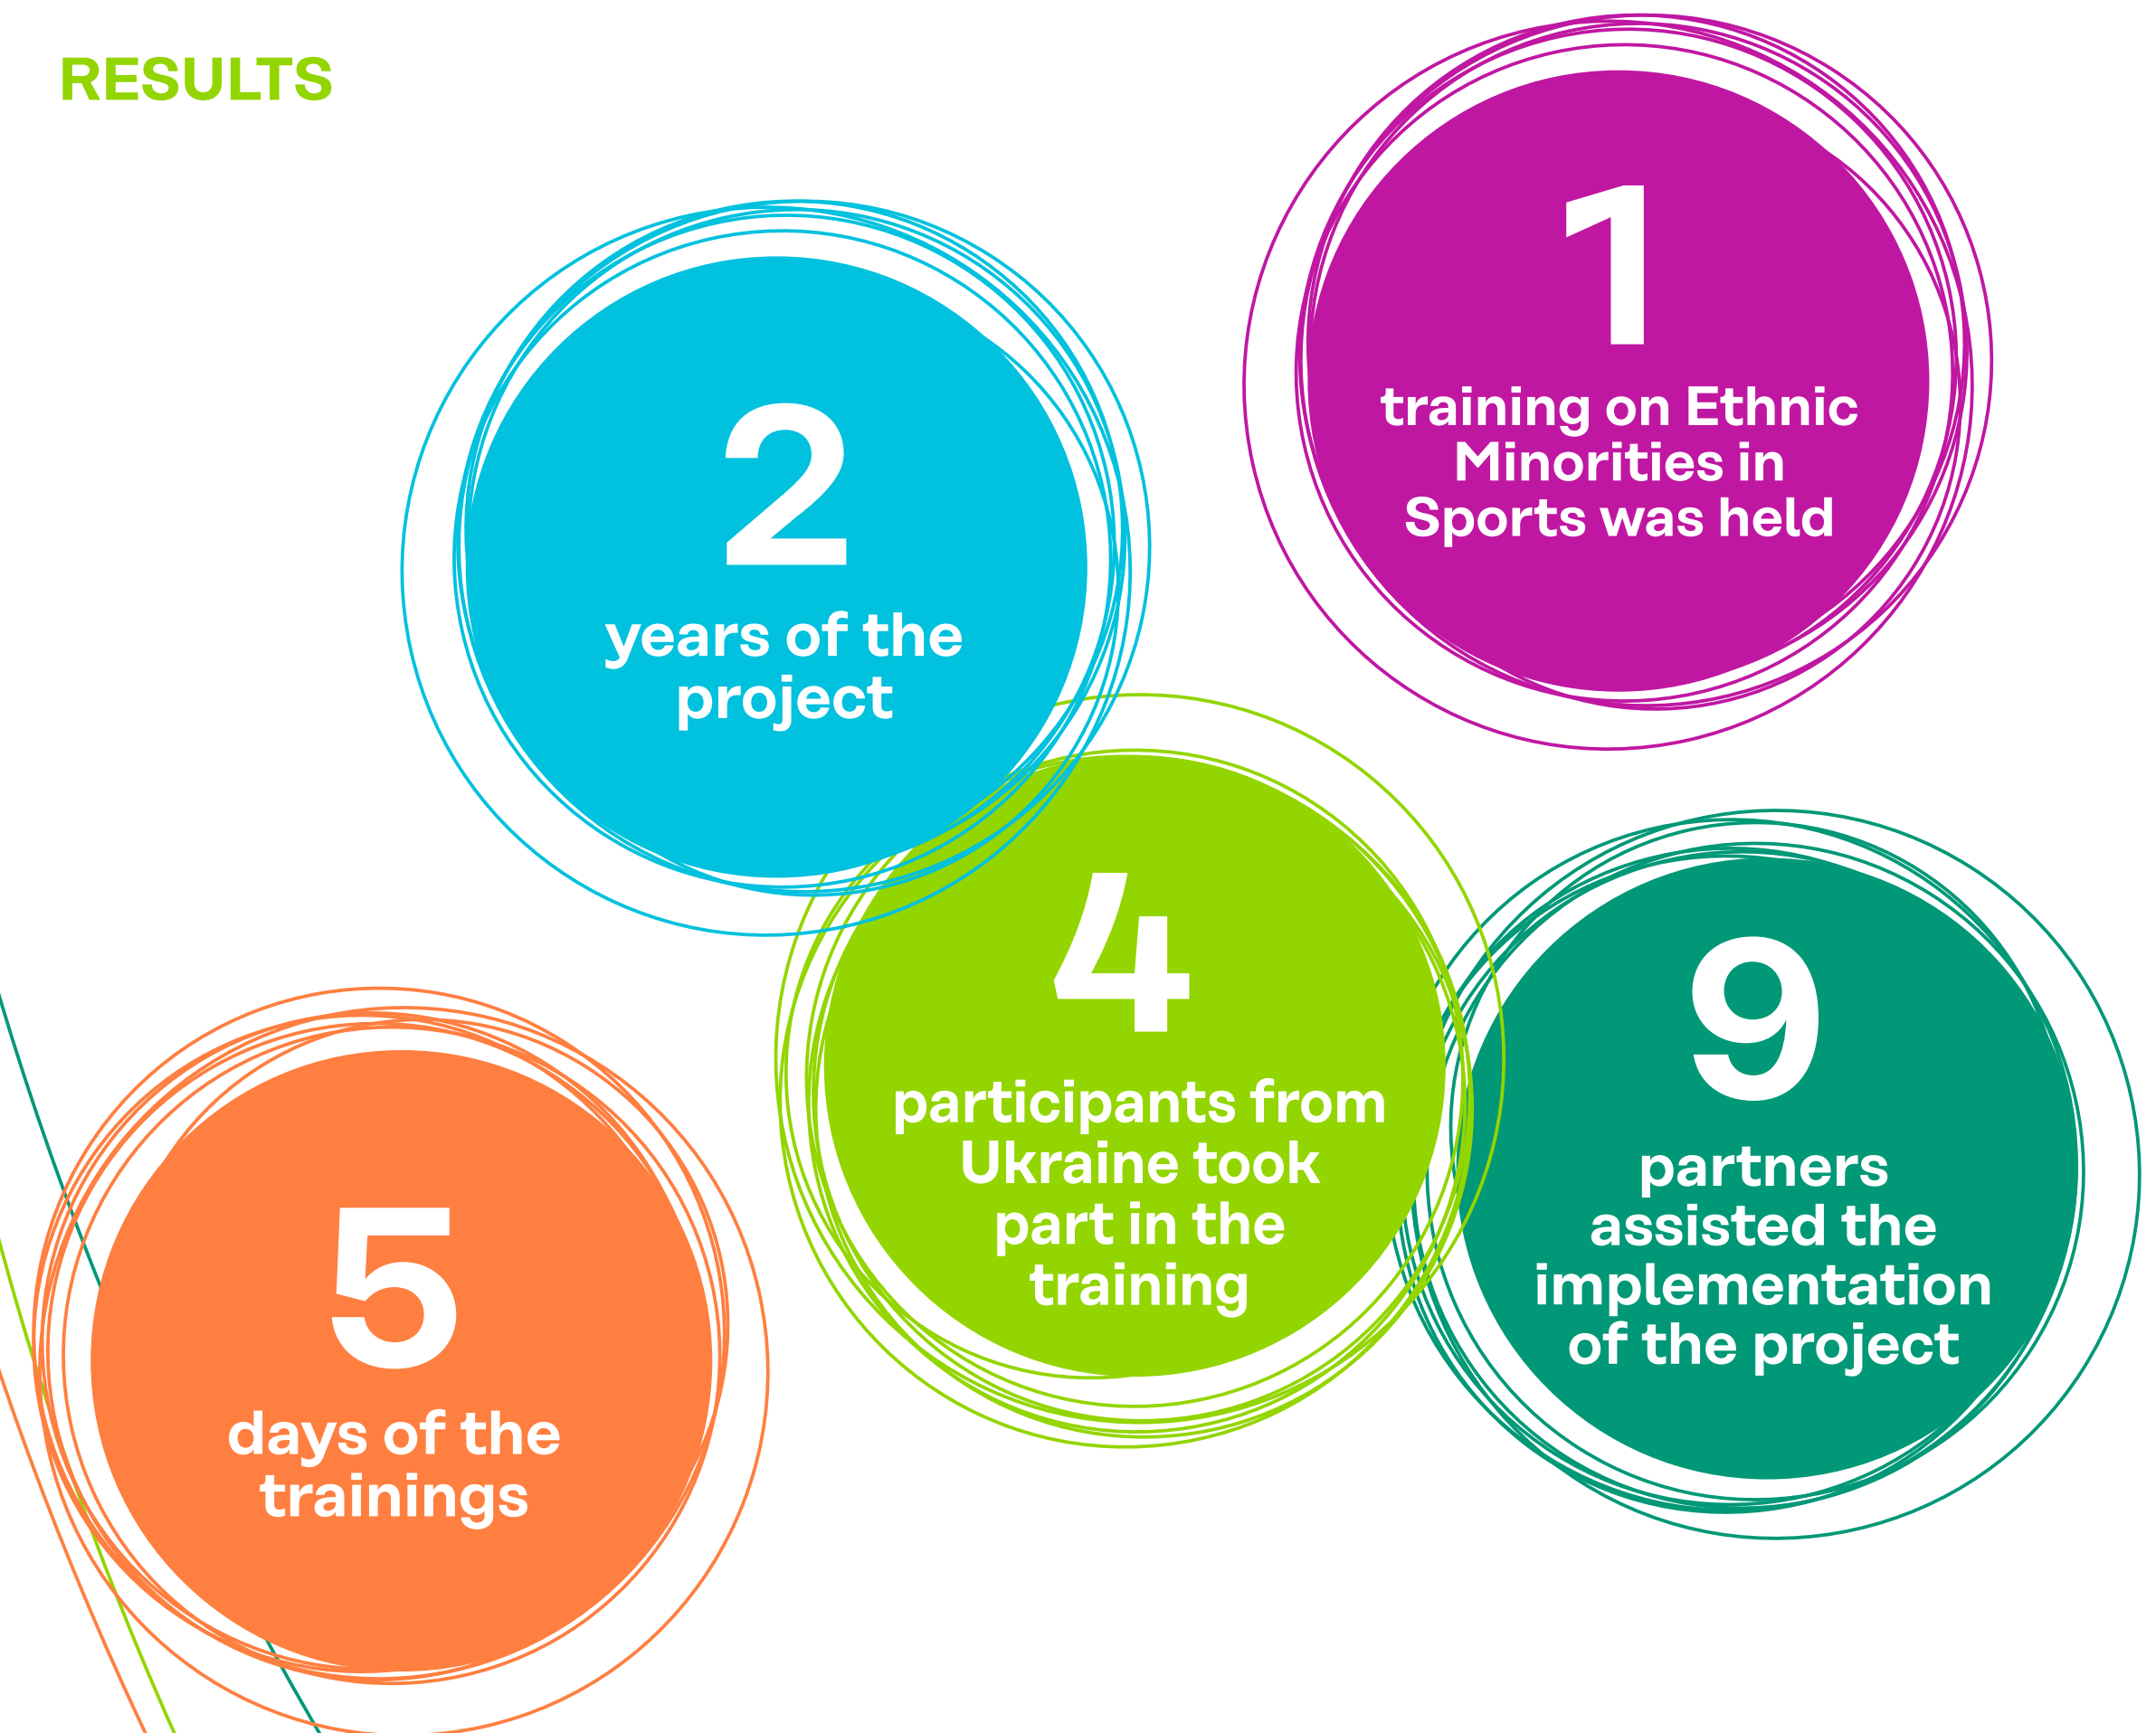 RESULTS
1
training on Ethnic
Minorities in
Sports was held
2
years of the
project
4
participants from
Ukraine took
part in the
training
9
partners
assisted the
implementation
of the project
5
days of the
trainings